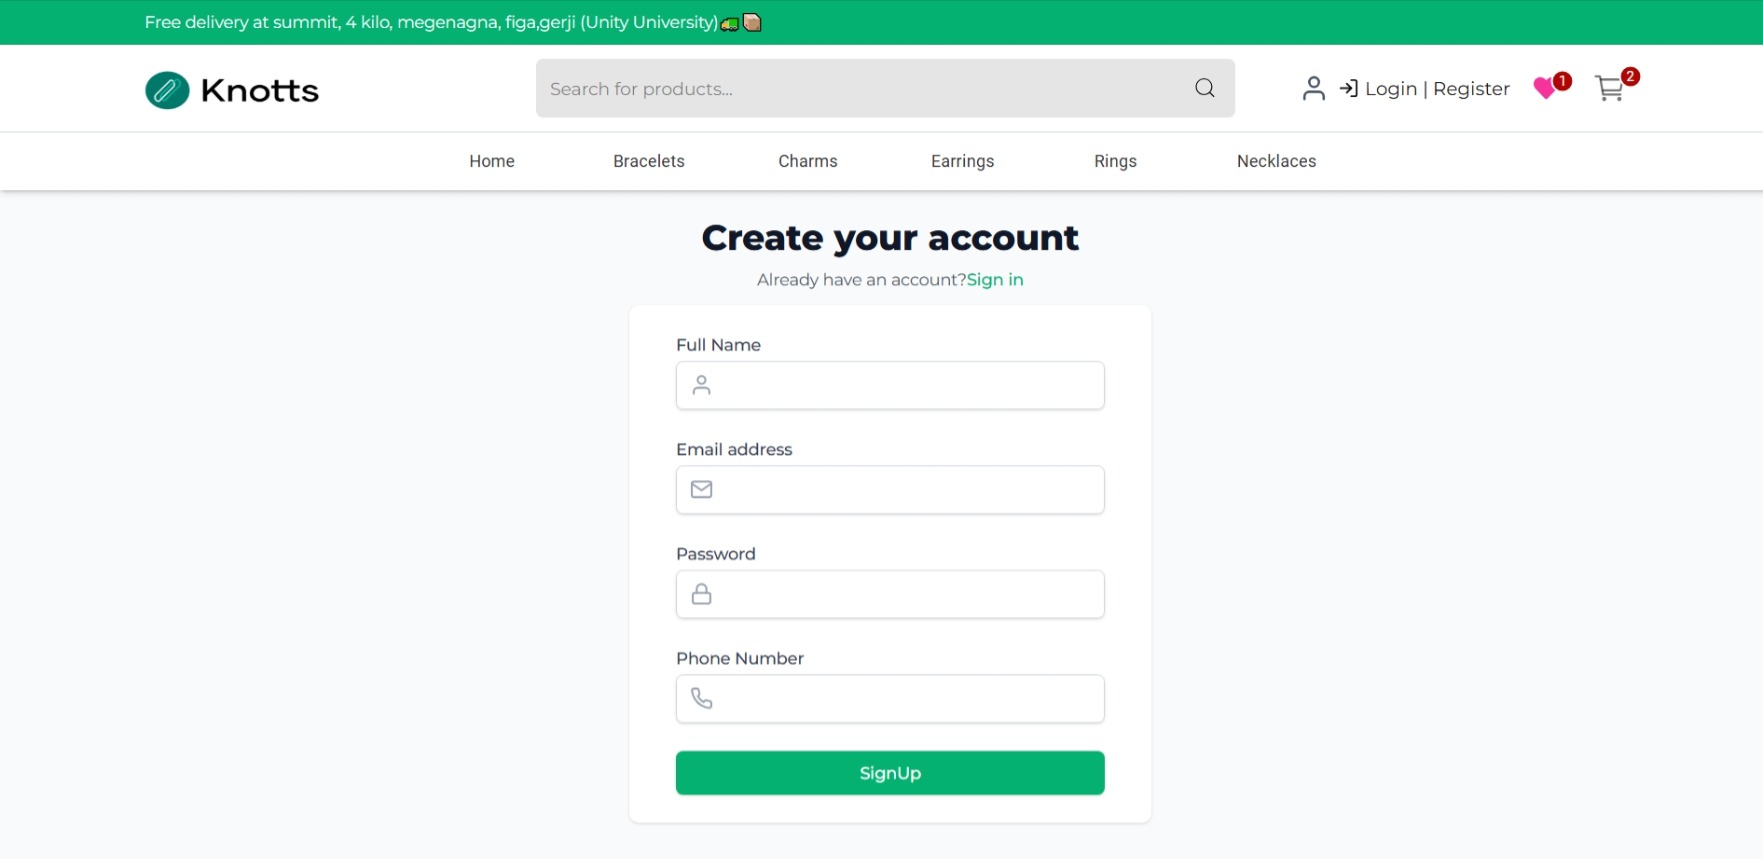 Free delivery at summit, 4 kilo, megenagna, figa,gerji (Unity University)🚛📦
Knotts
Search for products...
Login | Register
1
2
Home
Bracelets
Charms
Earrings
Rings
Necklaces
Create your account
Already have an account?Sign in
Full Name
Email address
Password
Phone Number
SignUp